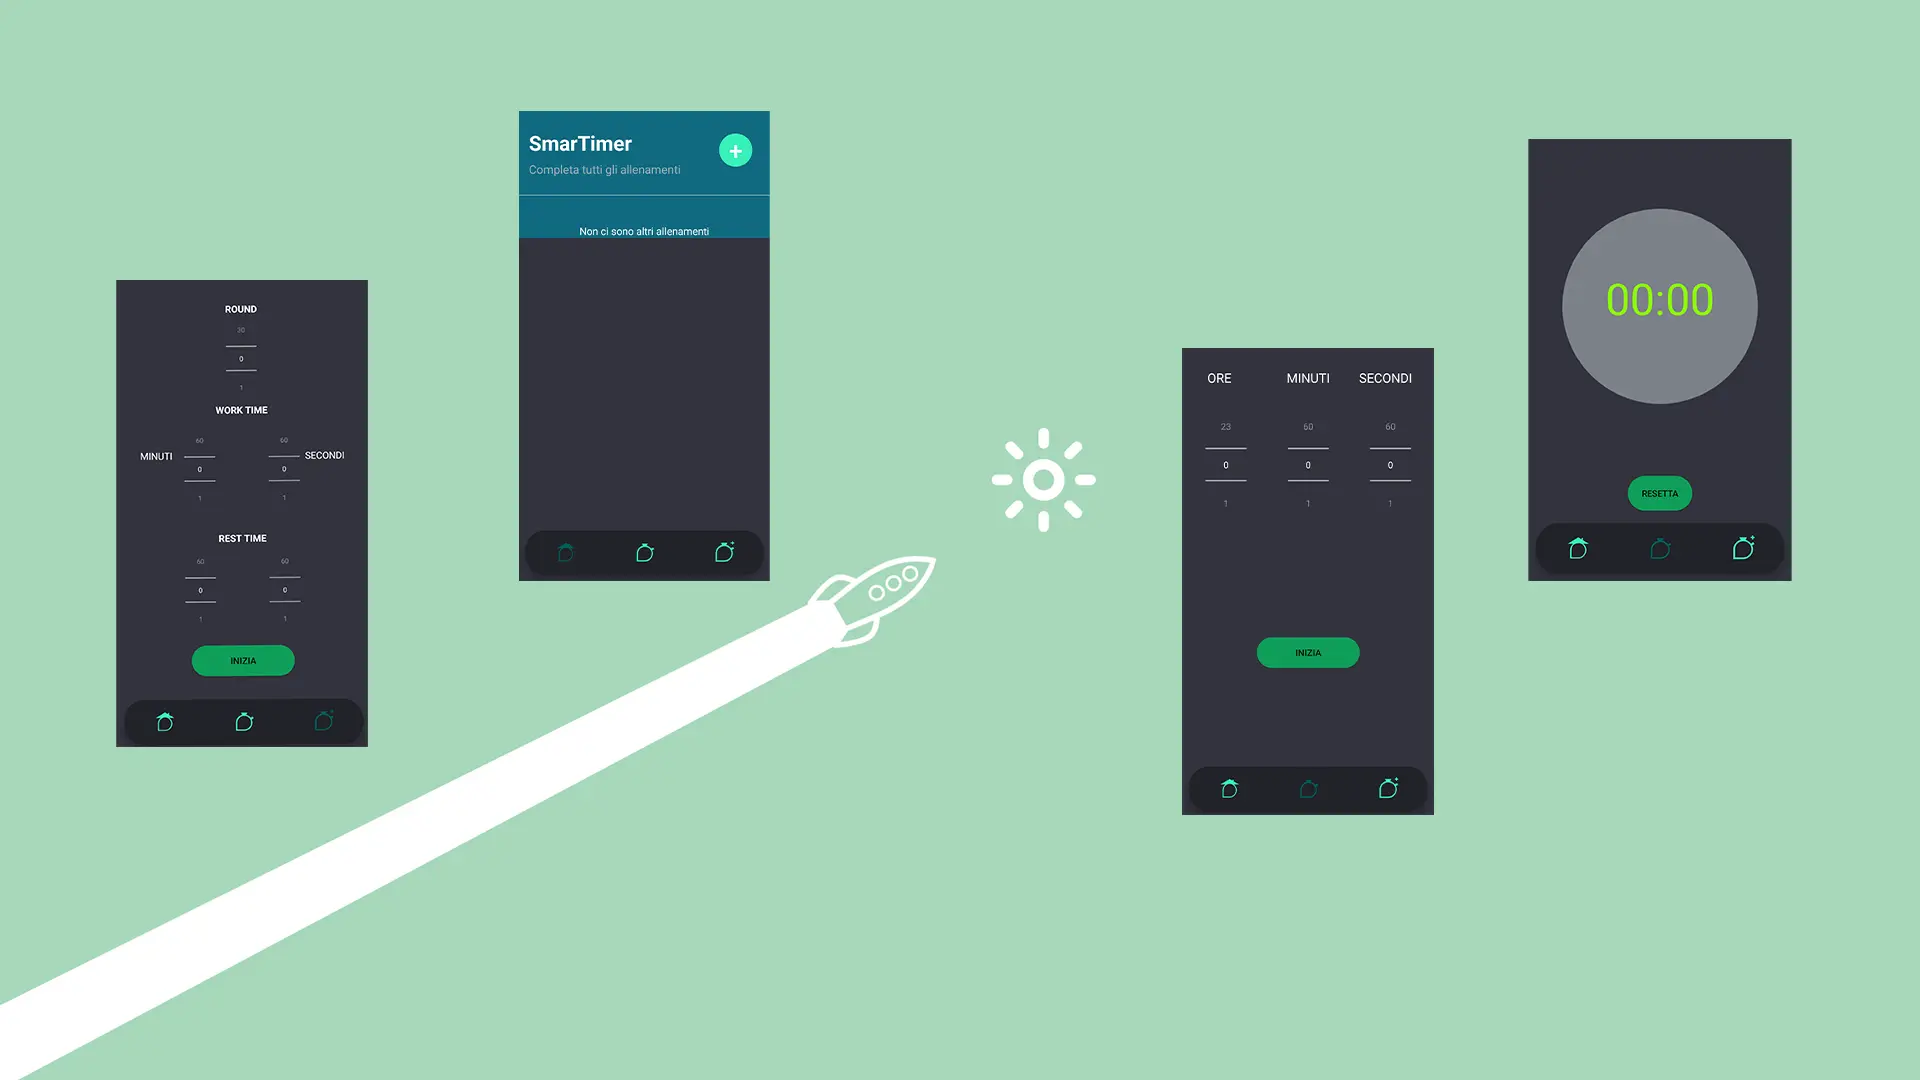 ROUND
30
0
1
WORK TIME
60 60
MINUTI 0 0 SECONDI
1 1
REST TIME
60 60
0 0
1 1
INIZIA
SmarTimer
+
Completa tutti gli allenamenti
Non ci sono altri allenamenti
ORE MINUTI SECONDI
23 60 60
0 0 0
1 1 1
INIZIA
00:00
RESETTA